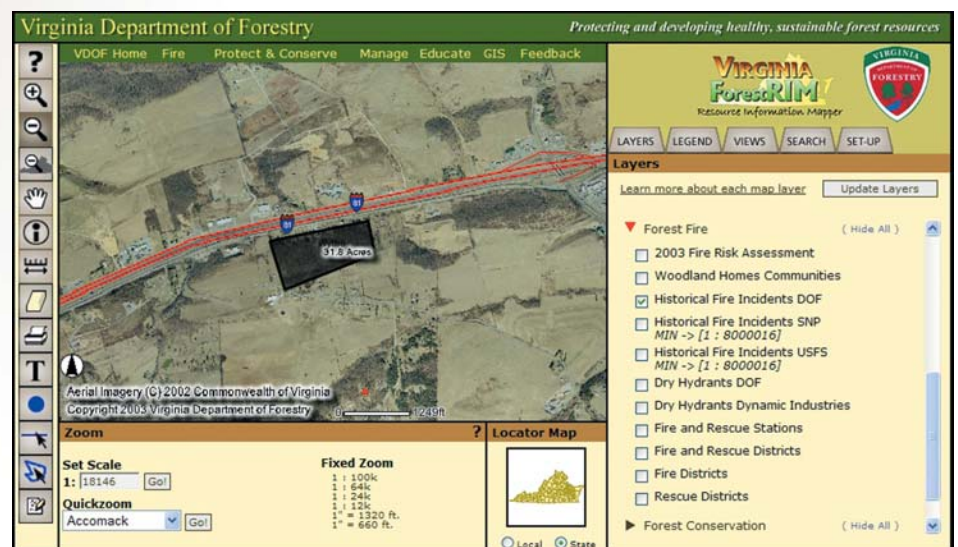 Virginia Department of Forestry
Protecting and developing healthy, sustainable forest resources
VDOF Home Fire Protect & Conserve Manage Educate GIS Feedback
?
T
81
81
31.8 Acres
Aerial Imagery (C) 2002 Commonwealth of Virginia
Copyright 2003 Virginia Department of Forestry
0 1249ft
VIRGINIA
ForestRIM
Resource Information Mapper
VIRGINIA
DEPARTMENT OF
FORESTRY
LAYERS LEGEND VIEWS SEARCH SET-UP
Layers
Learn more about each map layer Update Layers
Forest Fire ( Hide All )
2003 Fire Risk Assessment
Woodland Homes Communities
Historical Fire Incidents DOF
Historical Fire Incidents SNP
MIN -> [1 : 8000016]
Historical Fire Incidents USFS
MIN -> [1 : 8000016]
Dry Hydrants DOF
Dry Hydrants Dynamic Industries
Fire and Rescue Stations
Fire and Rescue Districts
Fire Districts
Rescue Districts
Forest Conservation ( Hide All )
Zoom ?
Set Scale
1: 18146 Go!
Quickzoom
Accomack Go!
Fixed Zoom
1 : 100k
1 : 64k
1 : 24k
1 : 12k
1" = 1320 ft.
1" = 660 ft.
Locator Map
Local State